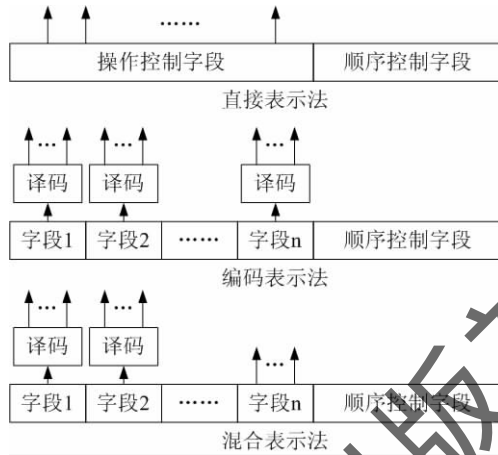 ……
操作控制字段 顺序控制字段
直接表示法
… … …
译码 译码 译码
字段1 字段2 …… 字段n 顺序控制字段
编码表示法
… …
译码 译码 …
字段1 字段2 …… 字段n 顺序控制字段
混合表示法